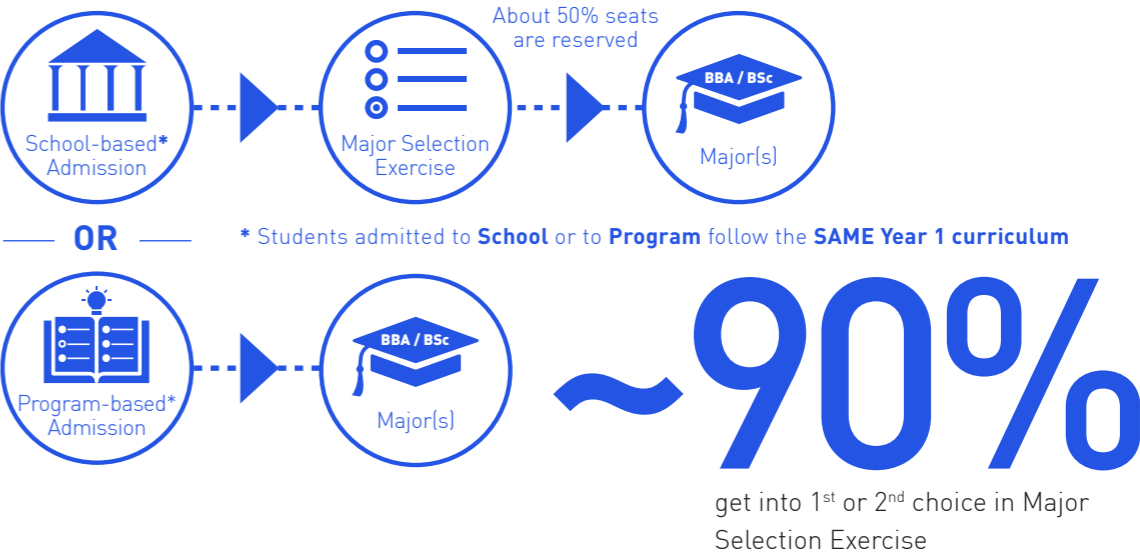 About 50% seats
are reserved
BBA / BSc
School-based*
Admission
Major Selection
Exercise
Major(s)
OR
* Students admitted to School or to Program follow the SAME Year 1 curriculum
BBA / BSc
Program-based*
Admission
Major(s)
~90%
get into 1st or 2nd choice in Major
Selection Exercise